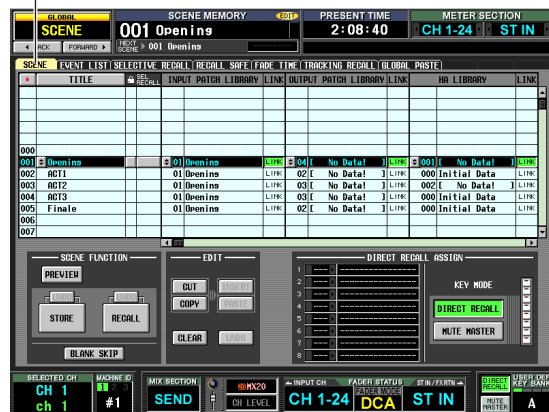 GLOBAL
SCENE
ACK FORWARD
SCENE MEMORY EDIT
001 Opening
NEXT SCENE 001 Opening
PRESENT TIME
2:08:40
METER SECTION
CH 1-24 ST IN
SCENE EVENT LIST SELECTIVE RECALL RECALL SAFE FADE TIME TRACKING RECALL GLOBAL PASTE
TITLE SEL RECALL INPUT PATCH LIBRARY LINK OUTPUT PATCH LIBRARY LINK HA LIBRARY LINK
000
001 Opening 01 Opening LINK 04 [ No Data! ] LINK 001 [ No Data! ] LINK
002 ACT1 01 Opening LINK 02 [ No Data! ] LINK 000 Initial Data LINK
003 ACT2 01 Opening LINK 03 [ No Data! ] LINK 002 [ No Data! ] LINK
004 ACT3 01 Opening LINK 03 [ No Data! ] LINK 000 Initial Data LINK
005 Finale 01 Opening LINK 02 [ No Data! ] LINK 000 Initial Data LINK
006
007
SCENE FUNCTION
PREVIEW
UNDO UNDO
STORE RECALL
BLANK SKIP
EDIT
CUT INSERT
COPY PASTE
CLEAR UNDO
DIRECT RECALL ASSIGN
1
2
3
4
5
6
7
8
KEY MODE
DIRECT RECALL
MUTE MASTER
SELECTED CH
CH 1
ch 1
MACHINE ID
1 2 3
#1
MIX SECTION
SEND
MIX20
CH LEVEL
INPUT CH FADER STATUS ST IN/FXRTN
CH 1-24
FADER MODE
DCA
ST IN
DIRECT RECALL
MUTE MASTER
USER DEF
KEY BANK
A